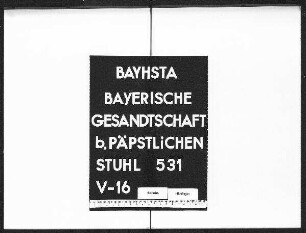 BAYHSTA
BAYERISCHE
GESANDTSCHAFT
b. PÄPSTLiCHEN
STUHL 531
V-16